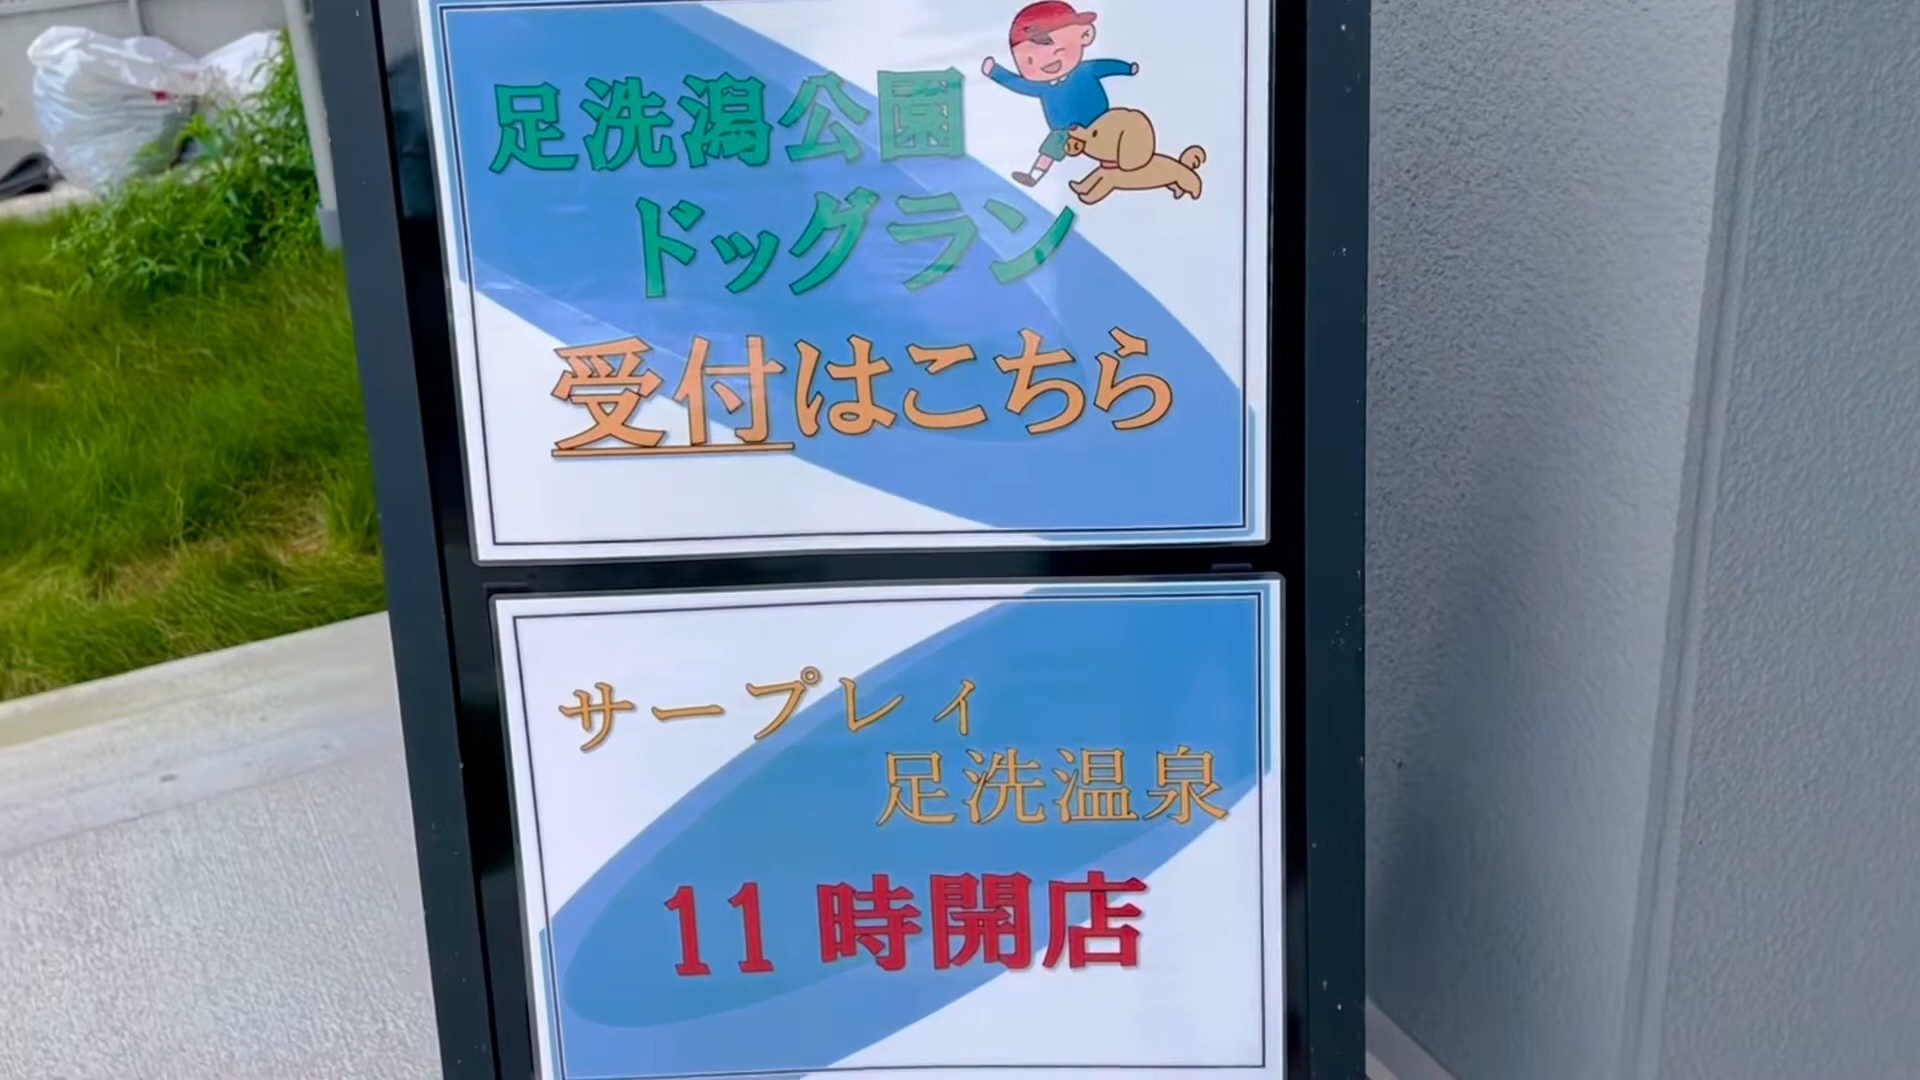 足洗潟公園
ドッグラン
受付はこちら
サープレィ
足洗温泉
11時開店